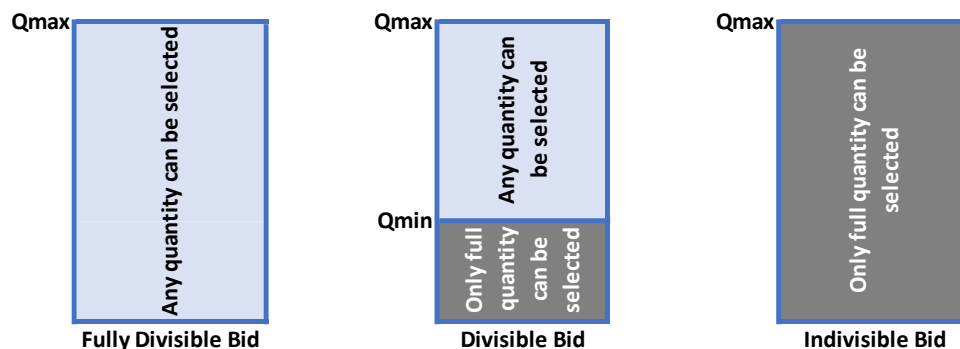 Qmax
Any quantity can be selected
Fully Divisible Bid
Qmax
Any quantity can
be selected
Qmin
Only full
quantity
can be
selected
Divisible Bid
Qmax
Only full quantity can be
selected
Indivisible Bid